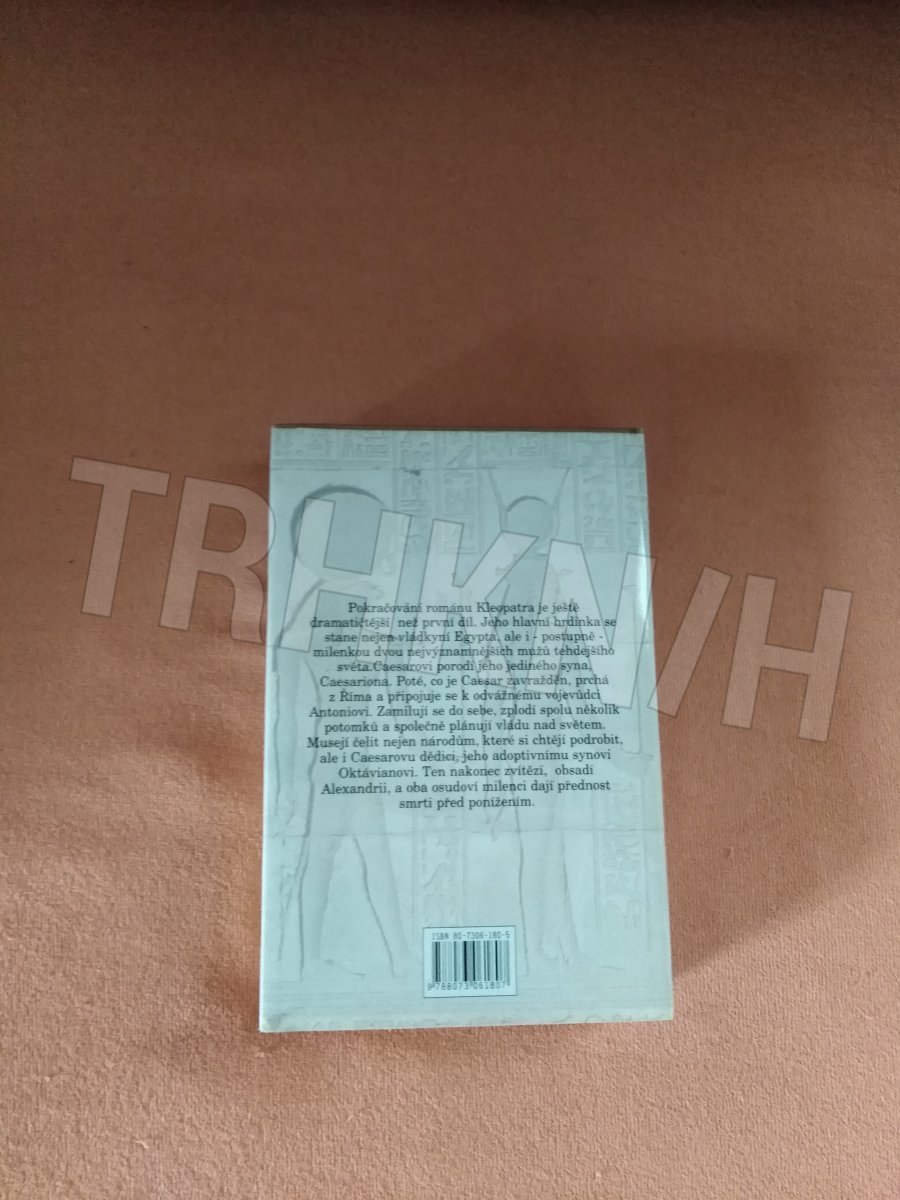 TRHKNIH
Pokračování románu Kleopatra je ještě
dramatičtější než první díl. Jeho hlavní hrdinka se
stane nejen vládkyní Egypta, ale i - postupně -
milenkou dvou nejvýznamnějších mužů tehdejšího
světa. Caesarovi porodí jeho jediného syna,
Caesariona. Poté, co je Caesar zavražděn, prchá
z Říma a připojuje se k odvážnému vojevůdci
Antoniovi. Zamilují se do sebe, zplodí spolu několik
potomků a společně plánují vládu nad světem.
Musejí čelit nejen národům, které si chtějí podrobit,
ale i Caesarovu dědici, jeho adoptivnímu synovi
Oktávianovi. Ten nakonec zvítězí, obsadí
Alexandrii, a oba osudoví milenci dají přednost
smrti před ponížením.
ISBN 80-7306-180-5
9788073061807